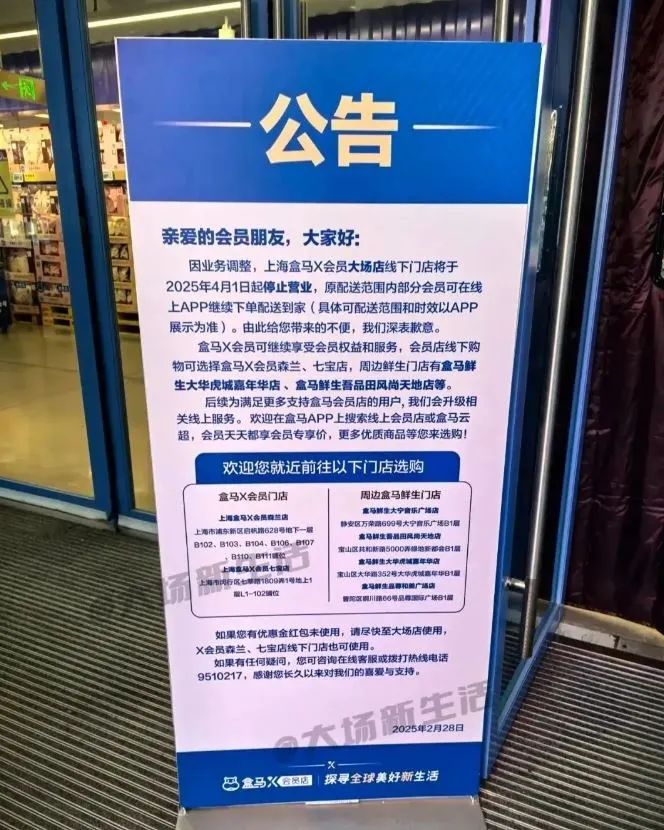 公告
亲爱的会员朋友，大家好:
因业务调整，上海盒马X会员大场店线下门店将于
2025年4月1日起停止营业，原配送范围内部分会员可在线
上APP继续下单配送到家（具体可配送范围和时效以APP
展示为准）。由此给您带来的不便，我们深表歉意。
盒马X会员可继续享受会员权益和服务，会员店线下购
物可选择盒马X会员森兰、七宝店，周边鲜生门店有盒马鲜
生大华虎城嘉年华店、盒马鲜生吾品田风尚天地店等。
后续为满足更多支持盒马会员店的用户,我们会升级相
关线上服务。欢迎在盒马APP上搜索线上会员店或盒马云
超，会员天天都享会员专享价，更多优质商品等您来选购！
欢迎您就近前往以下门店选购
盒马X会员门店
上海盒马X会员森兰店
上海市浦东新区启帆路628号地下一层
B102、B103、B104、B106、B107
、B110、B111铺位
上海盒马X会员七宝店
上海市闵行区七莘路1809弄1号地上1
层L1-102铺位
周边盒马鲜生门店
盒马鲜生大宁音乐广场店
静安区万荣路699号大宁音乐广场B1层
盒马鲜生吾品田风尚天地店
宝山区共和新路5000弄绿地新都会B1层
盒马鲜生大华虎城嘉年华店
宝山区大华路352号大华虎城嘉年华B1层
盒马鲜生品尊和美广场店
普陀区铜川路66号品尊国际广场B1层
如果您有优惠金红包未使用，请尽快至大场店使用，
X会员森兰、七宝店线下门店也可使用。
如果有任何疑问，您可咨询在线客服或拨打热线电话
9510217，感谢您长久以来对我们的喜爱与支持。
2025年2月28日
盒马X会员店 探寻全球美好新生活
场新生活
@大场新生活